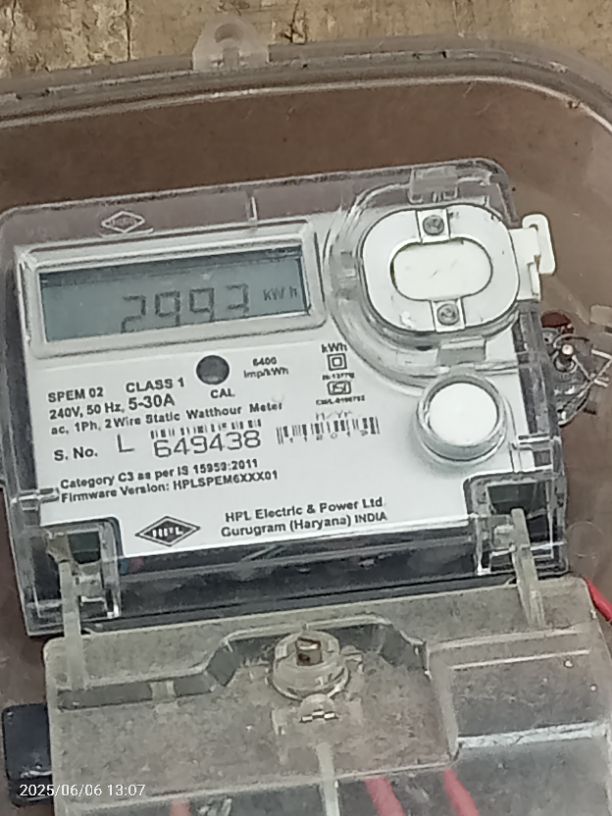 2993 kWh
6400
imp/kWh
kWh
SPEM 02 CLASS 1
CAL
240V, 50 Hz, 5-30A
ac, 1Ph, 2 Wire Static Watthour Meter
S. No. L 649438
M/YR
Category C3 as per IS 15959:2011
Firmware Version: HPLSPEM6XXX01
HPL
HPL Electric & Power Ltd
Gurugram (Haryana) INDIA
2025/06/06 13:07